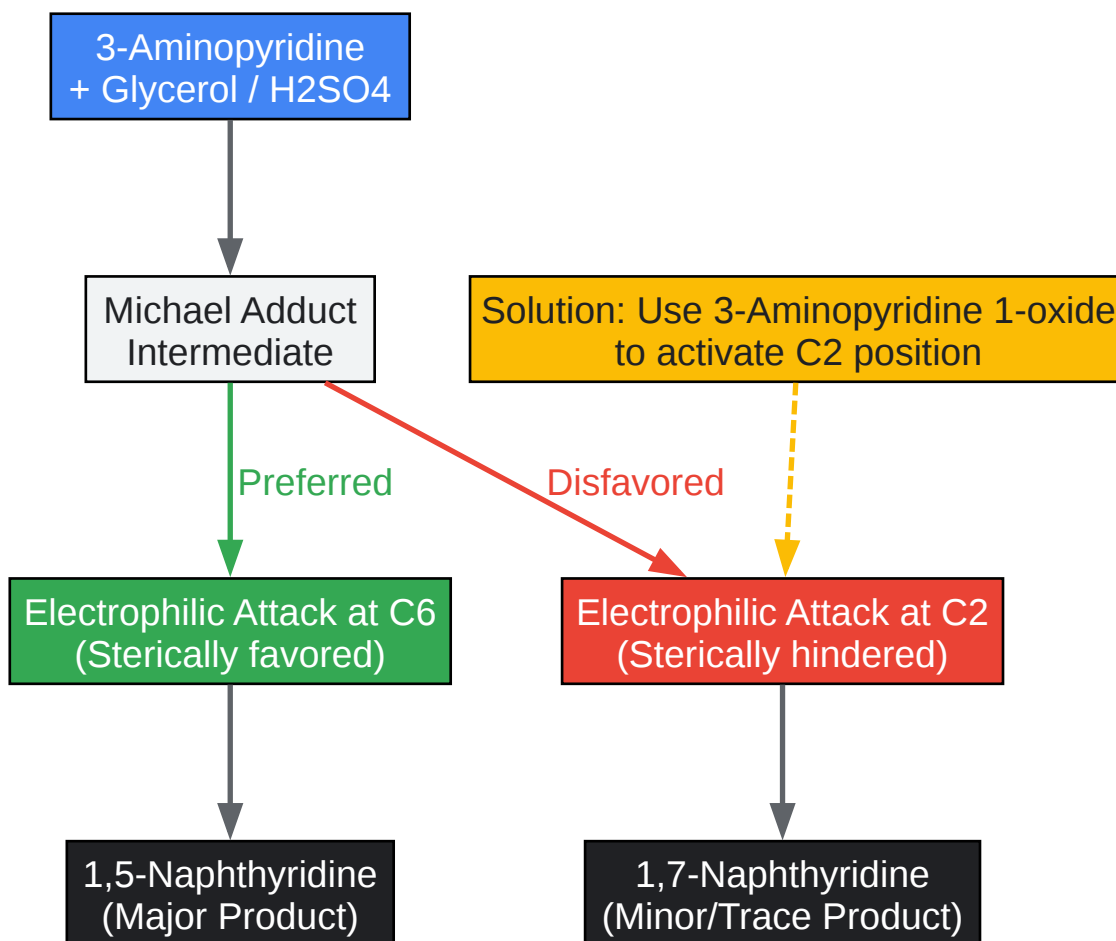 3-Aminopyridine
+ Glycerol / H2SO4
Michael Adduct
Intermediate
Solution: Use 3-Aminopyridine 1-oxide
to activate C2 position
Preferred
Disfavored
Electrophilic Attack at C6
(Sterically favored)
Electrophilic Attack at C2
(Sterically hindered)
1,5-Naphthyridine
(Major Product)
1,7-Naphthyridine
(Minor/Trace Product)